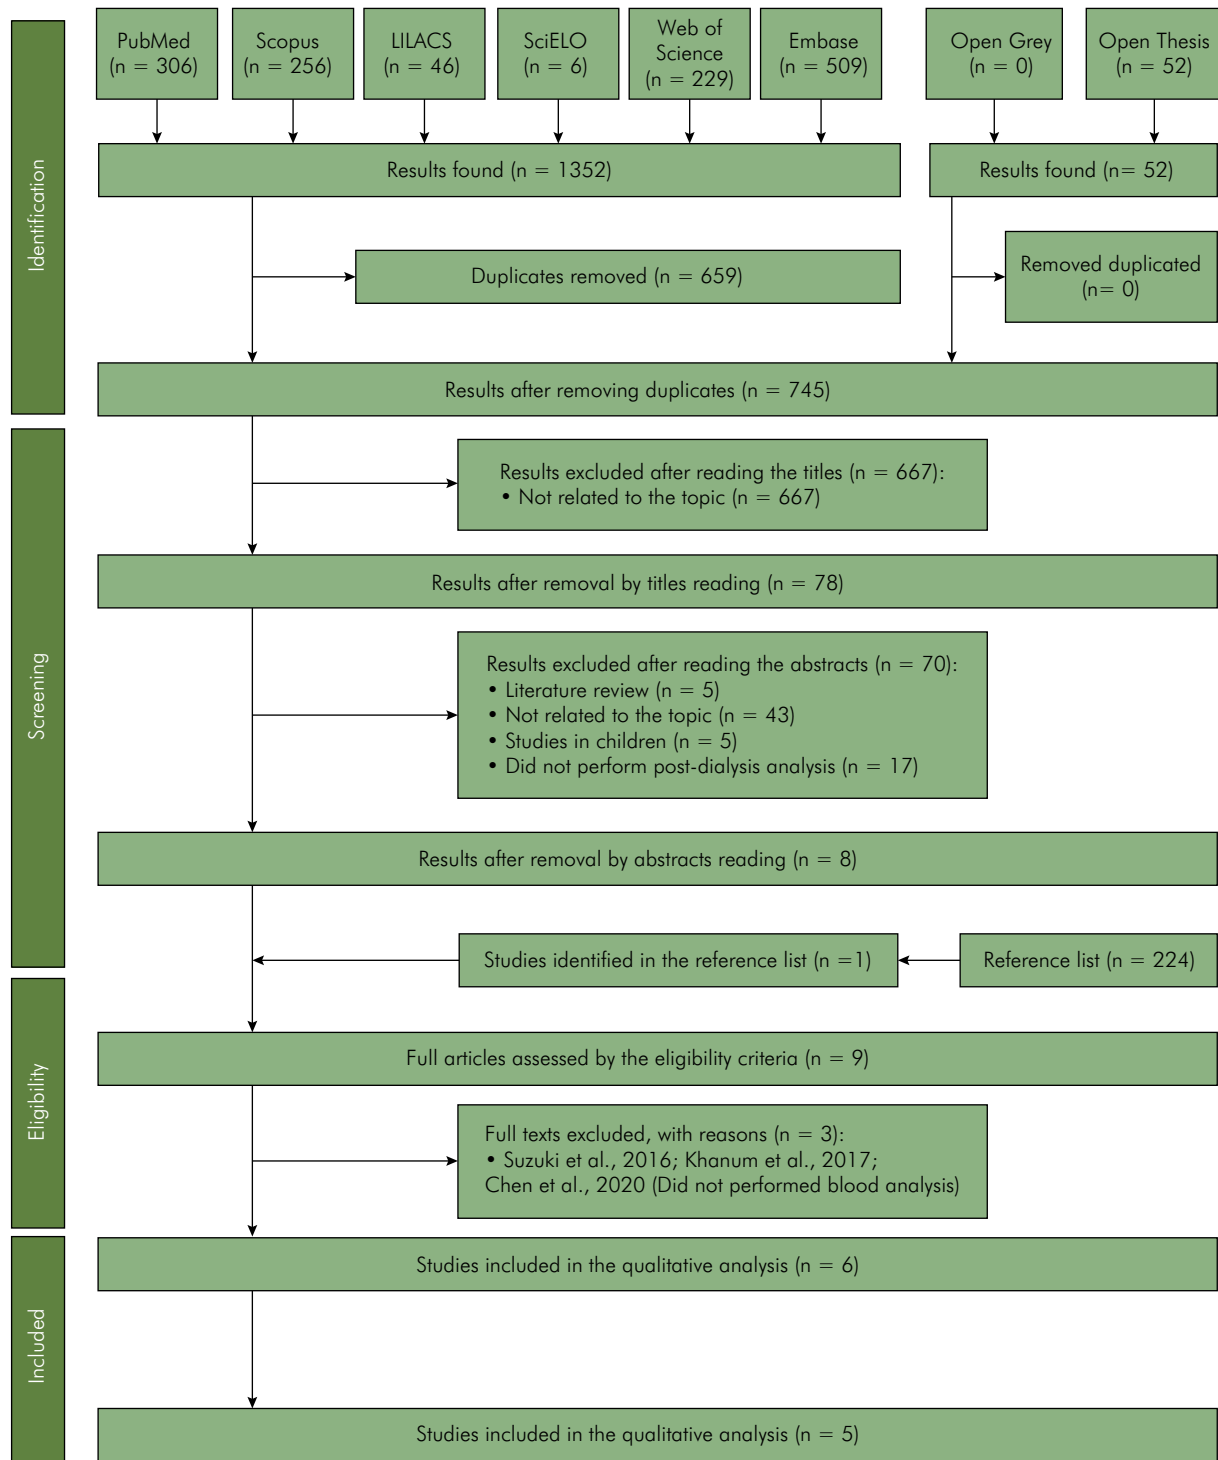 Identification
PubMed
(n = 306)
Scopus
(n = 256)
LILACS
(n = 46)
SciELO
(n = 6)
Web of
Science
(n = 229)
Embase
(n = 509)
Open Grey
(n = 0)
Open Thesis
(n = 52)
Results found (n = 1352)
Results found (n= 52)
Duplicates removed (n = 659)
Removed duplicated
(n= 0)
Results after removing duplicates (n = 745)
Screening
Results excluded after reading the titles (n = 667):
• Not related to the topic (n = 667)
Results after removal by titles reading (n = 78)
Results excluded after reading the abstracts (n = 70):
• Literature review (n = 5)
• Not related to the topic (n = 43)
• Studies in children (n = 5)
• Did not perform post-dialysis analysis (n = 17)
Results after removal by abstracts reading (n = 8)
Studies identified in the reference list (n =1)
Reference list (n = 224)
Eligibility
Full articles assessed by the eligibility criteria (n = 9)
Full texts excluded, with reasons (n = 3):
• Suzuki et al., 2016; Khanum et al., 2017;
Chen et al., 2020 (Did not performed blood analysis)
Included
Studies included in the qualitative analysis (n = 6)
Studies included in the qualitative analysis (n = 5)